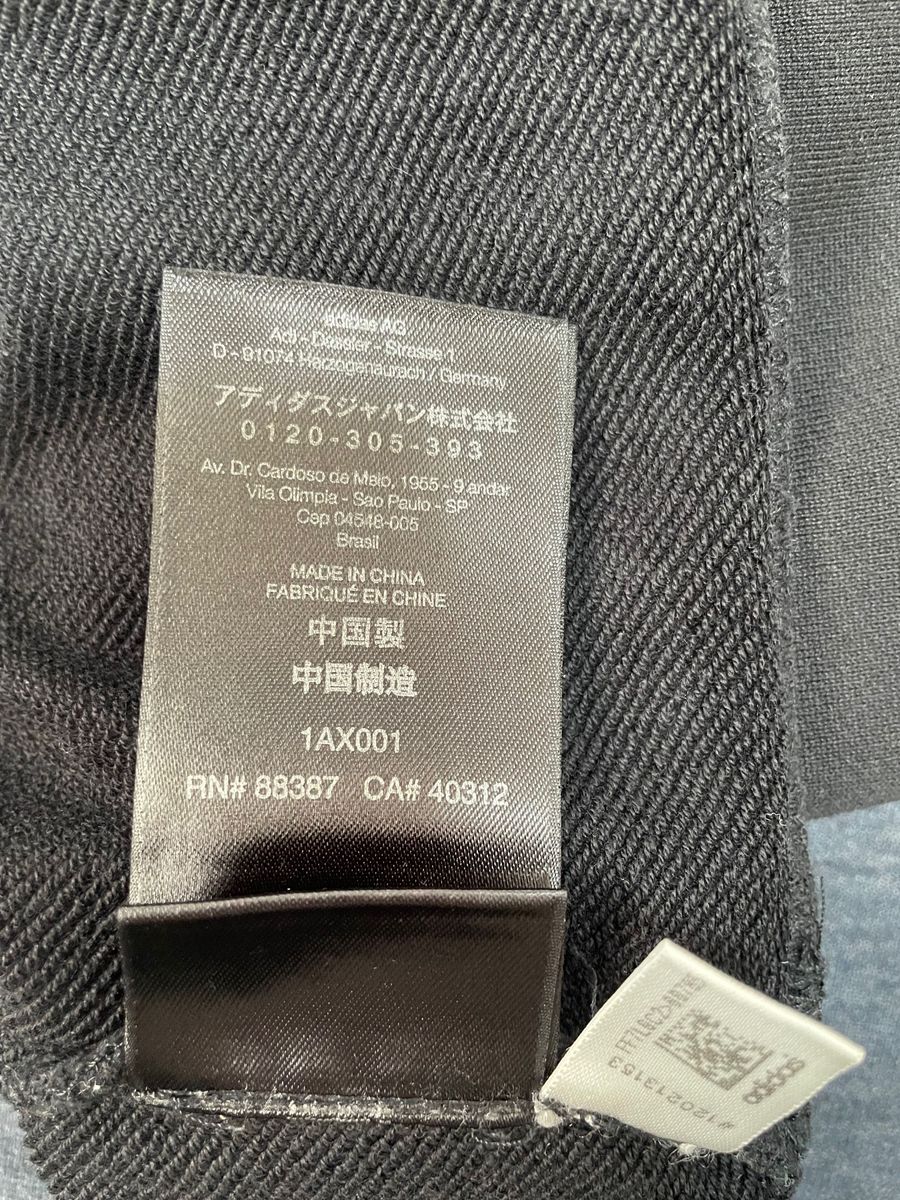 adidas AG
Adi - Dassler - Strasse 1
D - 91074 Herzogenaurach / Germany
アディダスジャパン株式会社
0120-305-393
Av. Dr. Cardoso de Melo, 1955 - 9 andar
Vila Olimpia - Sao Paulo - SP
Cep 04548-005
Brasil
MADE IN CHINA
FABRIQUÉ EN CHINE
中国製
中国制造
1AX001
RN# 88387 CA# 40312
adidas